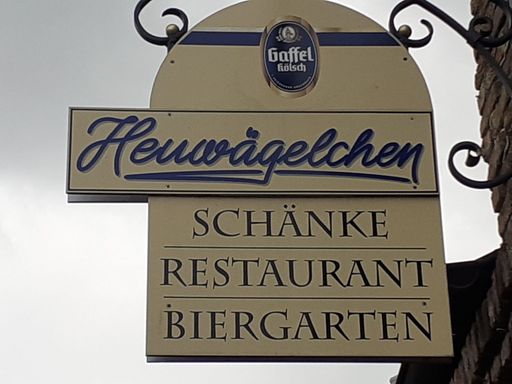 Gaffel
Kölsch
Heuwägelchen
SCHÄNKE
RESTAURANT
BIERGARTEN